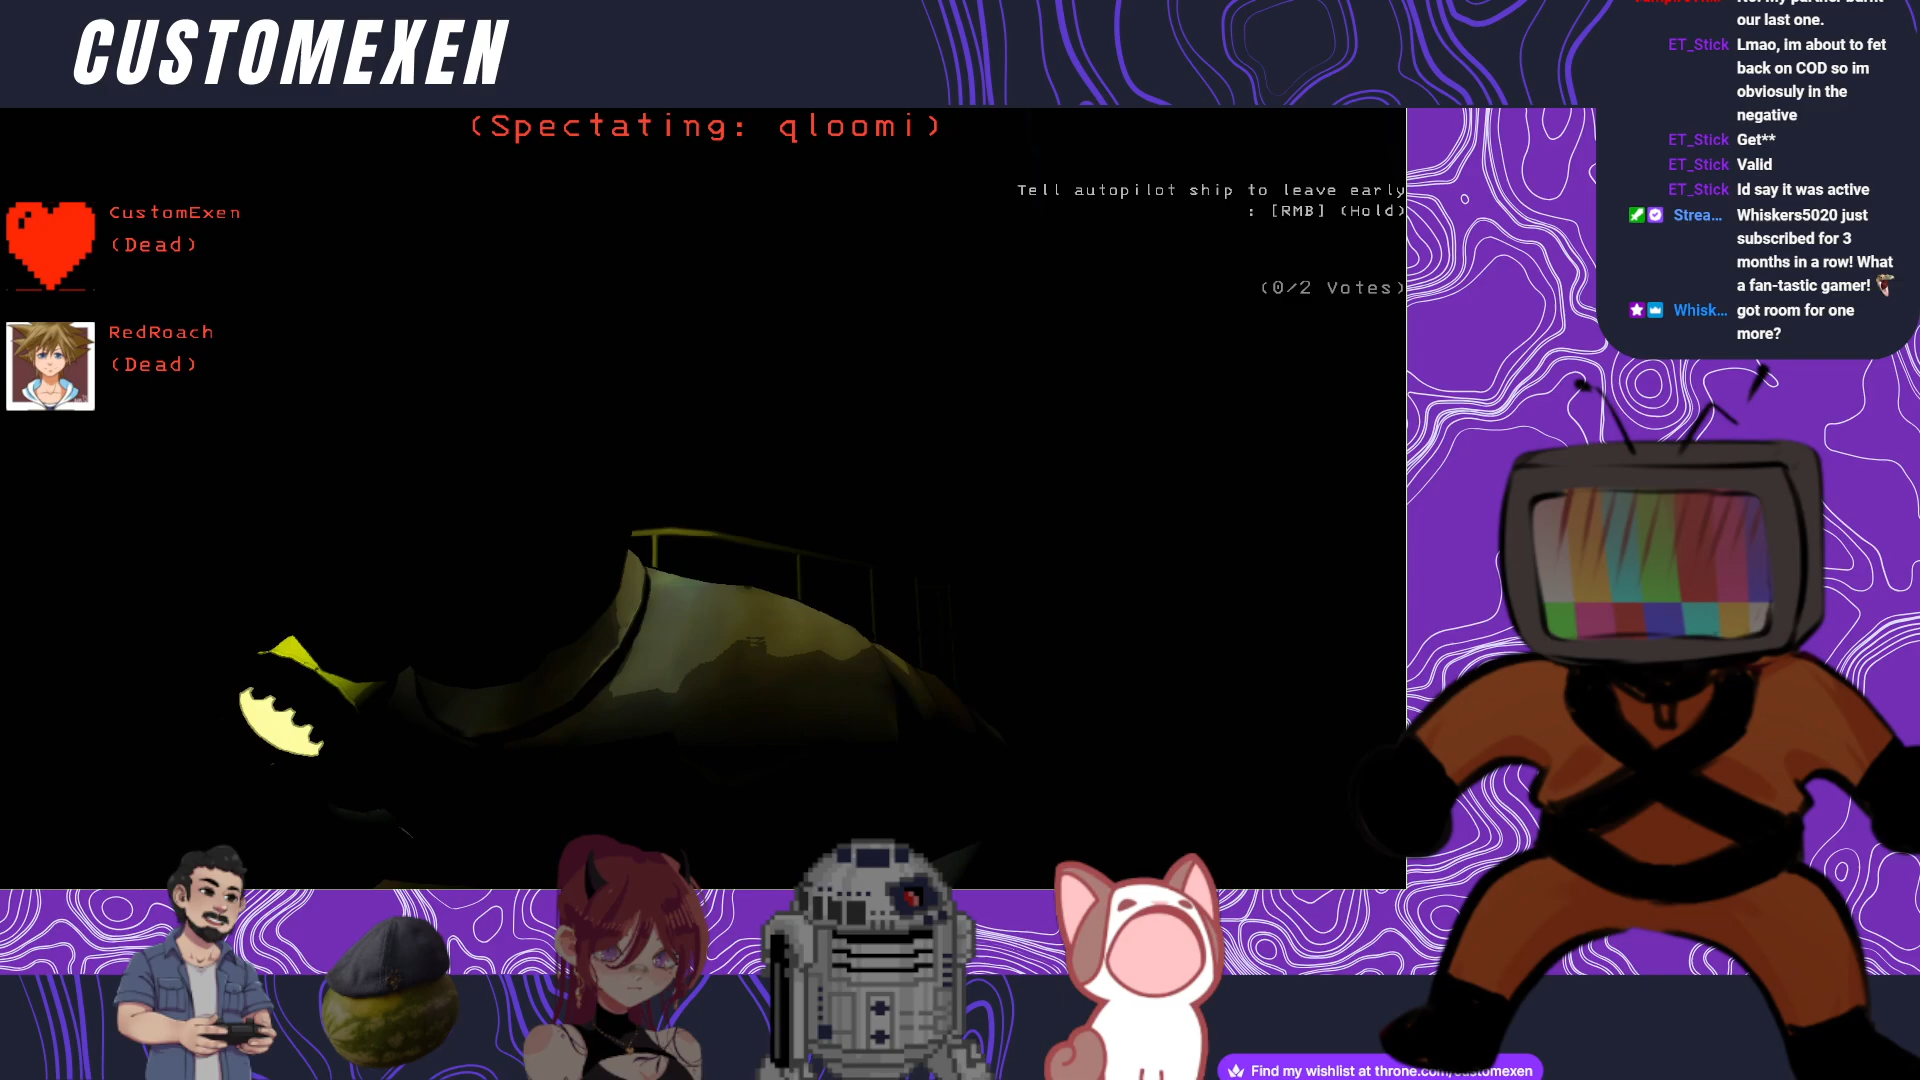 CUSTOMEXEN
(Spectating: qloomi)
CustomExen
(Dead)
RedRoach
(Dead)
Tell autopilot ship to leave early
: [RMB] (Hold)
(0/2 Votes)
our last one.
ET_Stick Lmao, im about to fet
back on COD so im
obviosuly in the
negative
ET_Stick Get**
ET_Stick Valid
ET_Stick Id say it was active
Strea... Whiskers5020 just
subscribed for 3
months in a row! What
a fan-tastic gamer!
Whisk... got room for one
more?
Find my wishlist at throne.com/customexen